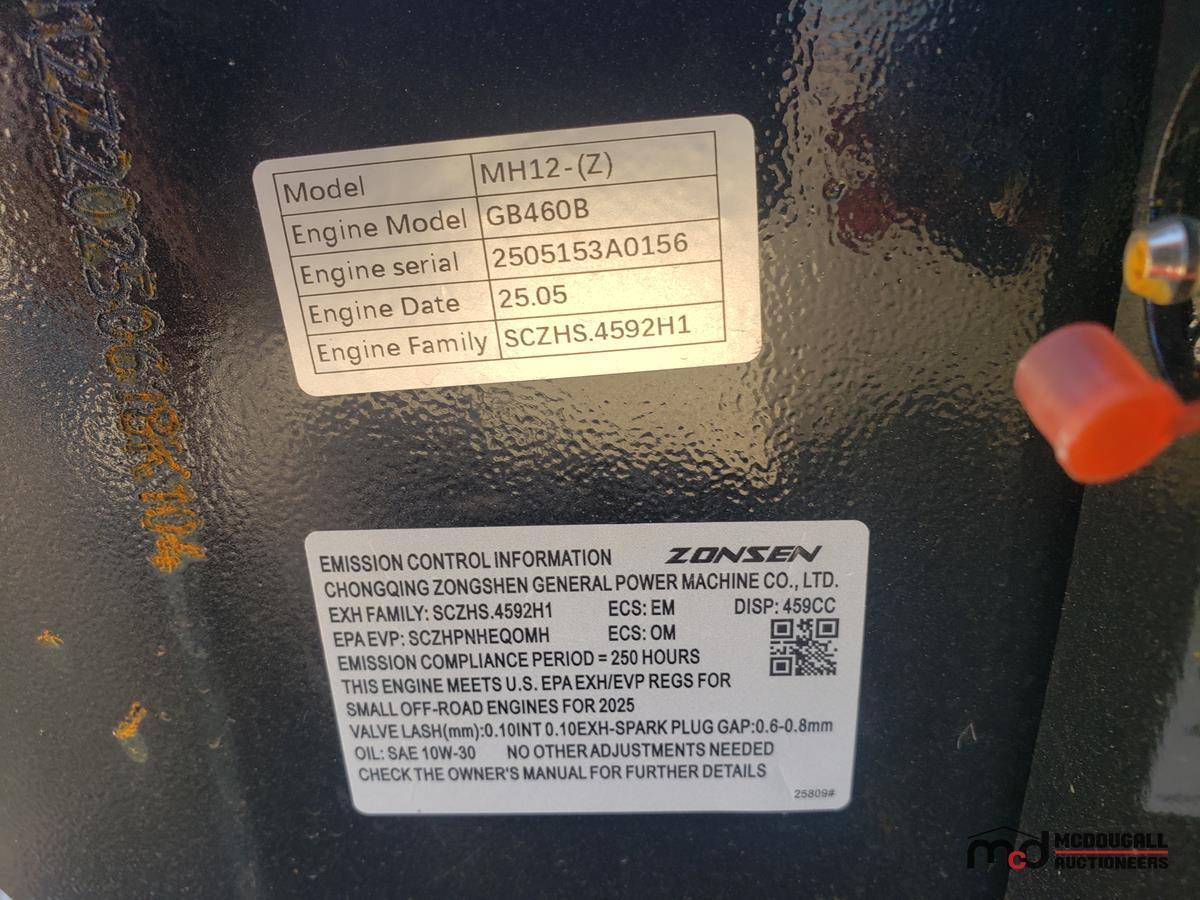 Model MH12-(Z)
Engine Model GB460B
Engine serial 2505153A0156
Engine Date 25.05
Engine Family SCZHS.4592H1
EMISSION CONTROL INFORMATION ZONSEN
CHONGQING ZONGSHEN GENERAL POWER MACHINE CO., LTD.
EXH FAMILY: SCZHS.4592H1 ECS: EM DISP: 459CC
EPA EVP: SCZHPNHEQOMH ECS: OM
EMISSION COMPLIANCE PERIOD = 250 HOURS
THIS ENGINE MEETS U.S. EPA EXH/EVP REGS FOR
SMALL OFF-ROAD ENGINES FOR 2025
VALVE LASH(mm):0.10INT 0.10EXH-SPARK PLUG GAP:0.6-0.8mm
OIL: SAE 10W-30 NO OTHER ADJUSTMENTS NEEDED
CHECK THE OWNER'S MANUAL FOR FURTHER DETAILS
25809#
mcd MCDOUGALL
AUCTIONEERS